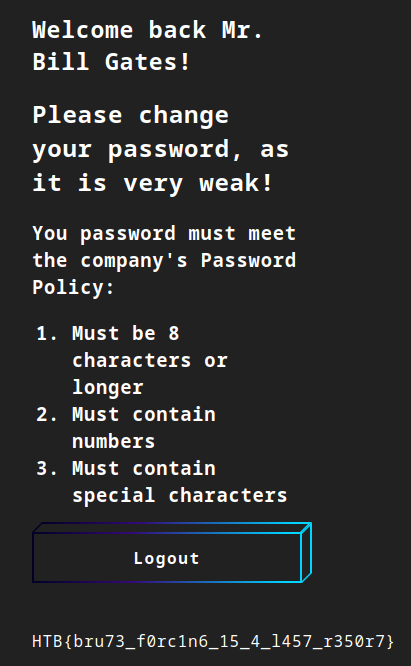 Welcome back Mr.
Bill Gates!
Please change
your password, as
it is very weak!
You password must meet
the company's Password
Policy:
1. Must be 8
characters or
longer
2. Must contain
numbers
3. Must contain
special characters
Logout
HTB{bru73_f0rc1n6_15_4_l457_r350r7}